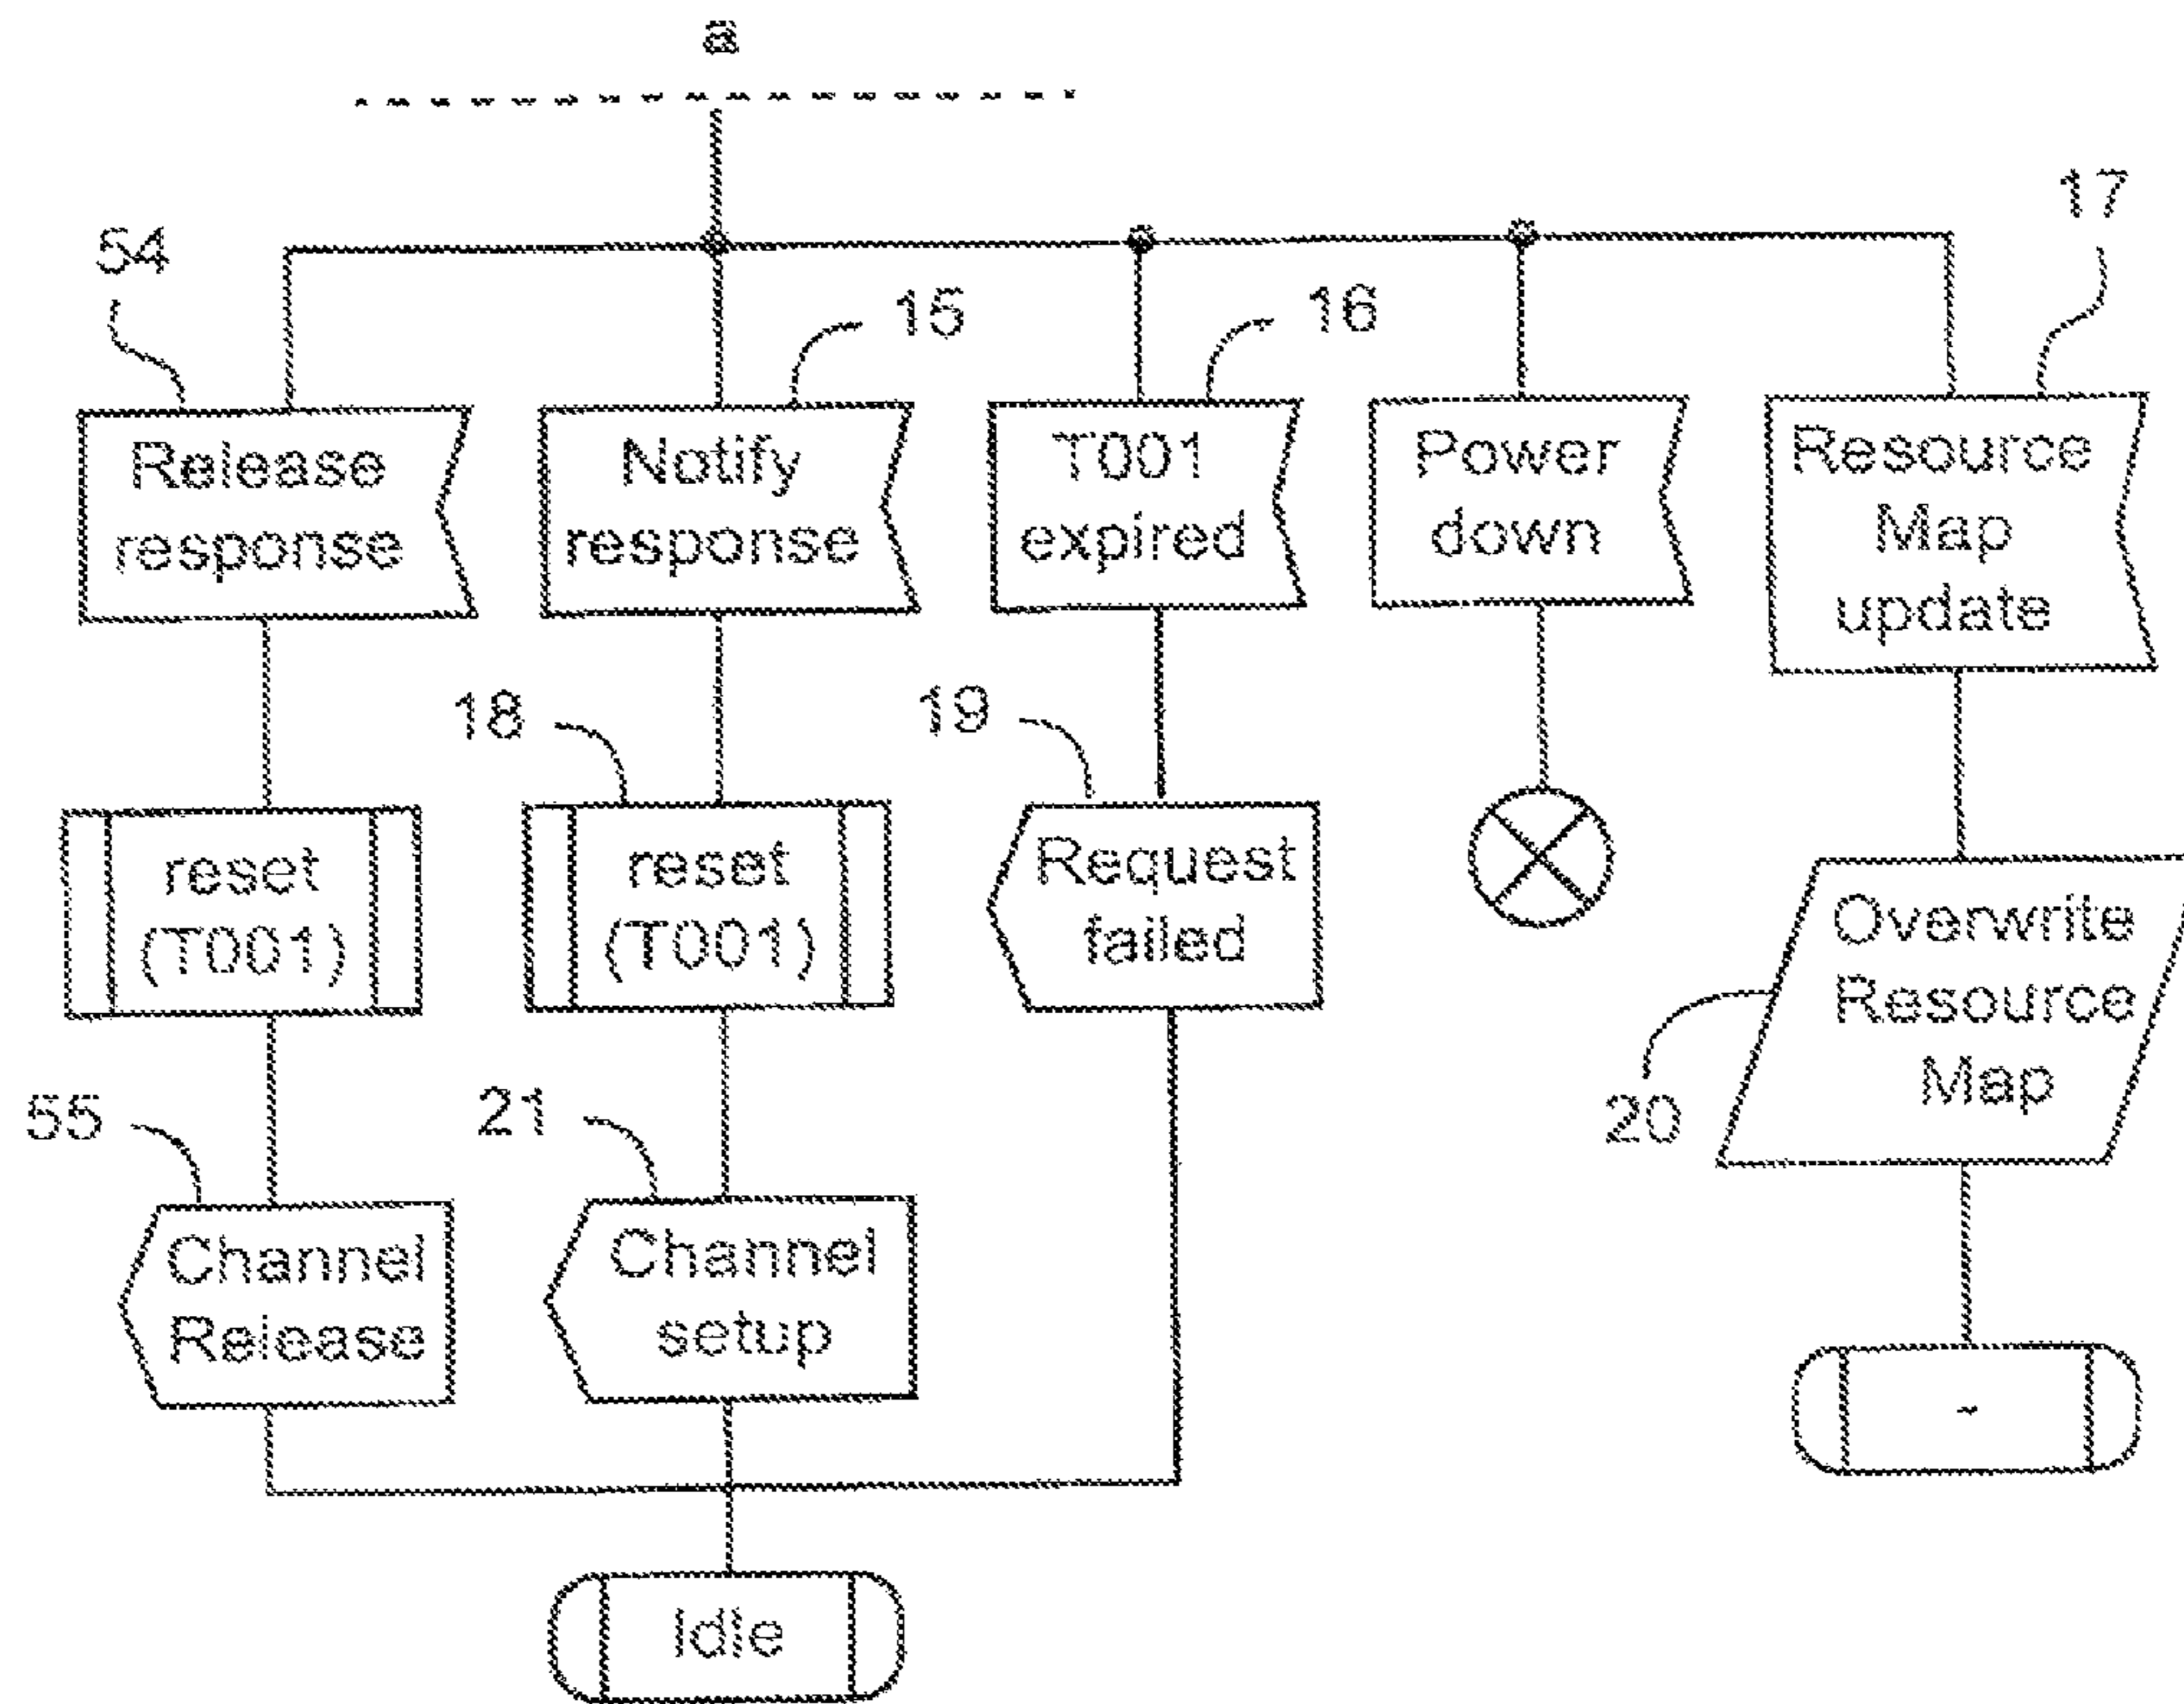 a
17
54
15
16
Release
response
Notify
response
T001
expired
Power
down
Resource
Map
update
18
19
reset
(T001)
reset
(T001)
Request
failed
Overwrite
Resource
Map
20
55
21
Channel
Release
Channel
setup
-
Idle